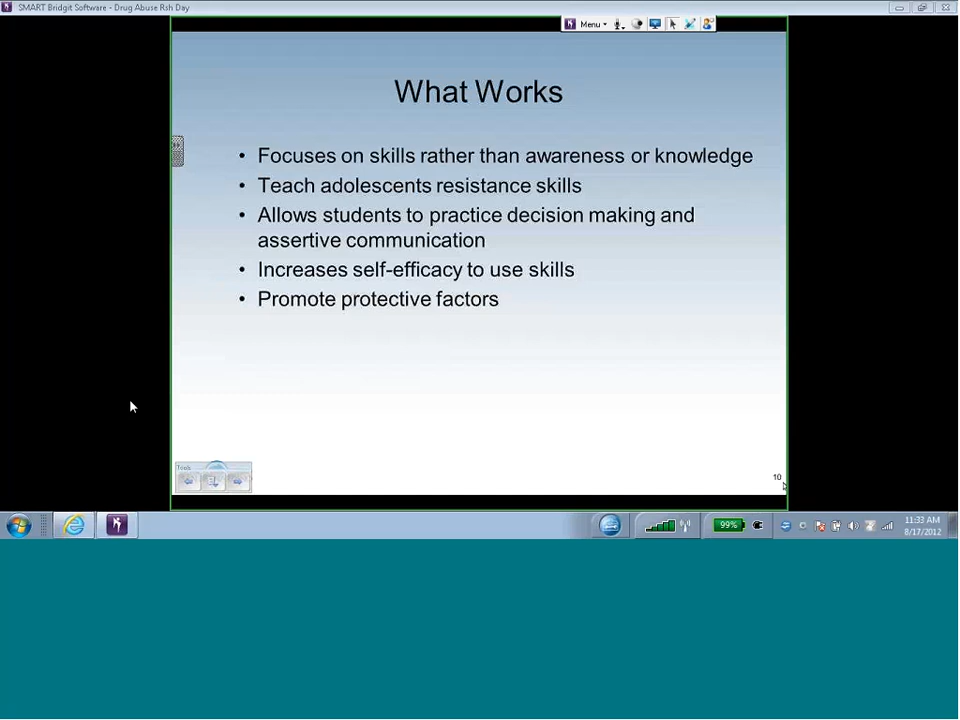 SMART Bridgit Software - Drug Abuse Rsh Day
Menu
What Works
• Focuses on skills rather than awareness or knowledge
• Teach adolescents resistance skills
• Allows students to practice decision making and
assertive communication
• Increases self-efficacy to use skills
• Promote protective factors
Tools
10
99%
11:33 AM
8/17/2012